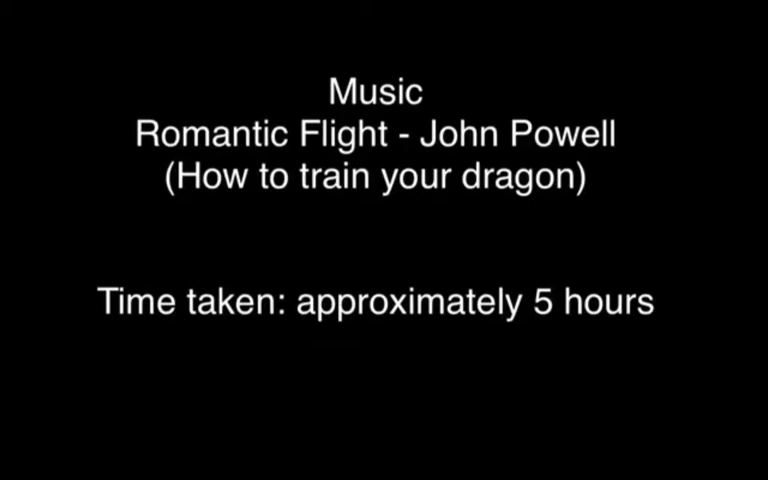 Music
Romantic Flight - John Powell
(How to train your dragon)
Time taken: approximately 5 hours